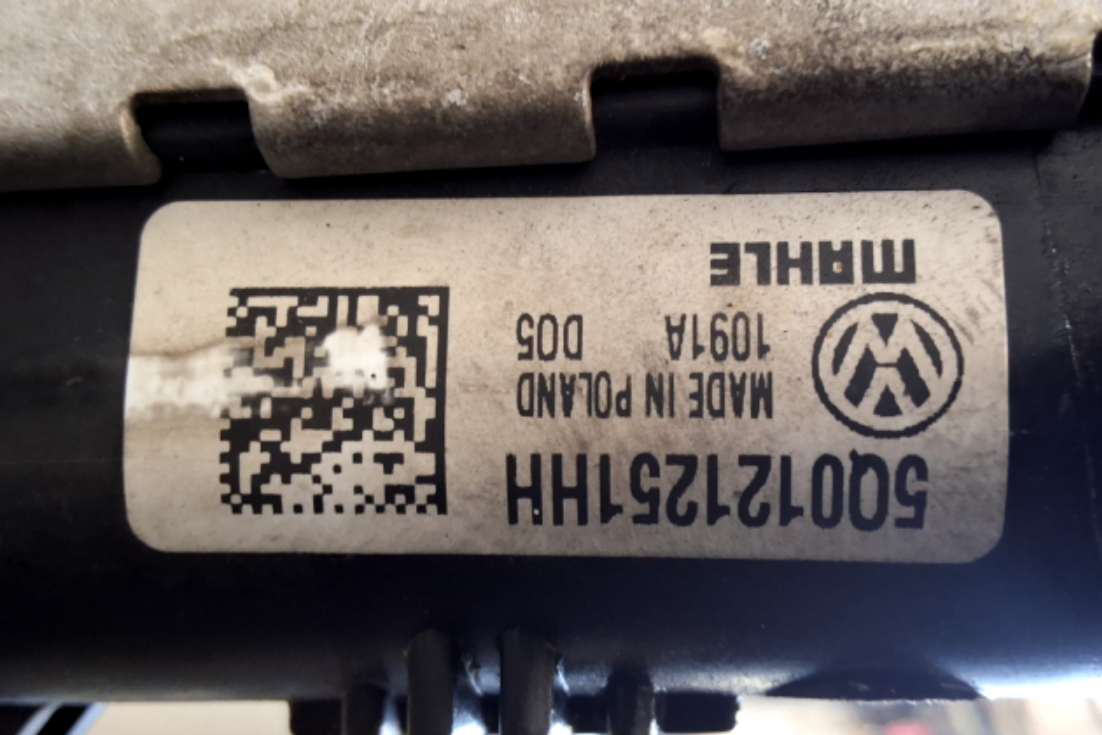 5Q0121251HH
MADE IN POLAND
1091A D05
MAHLE